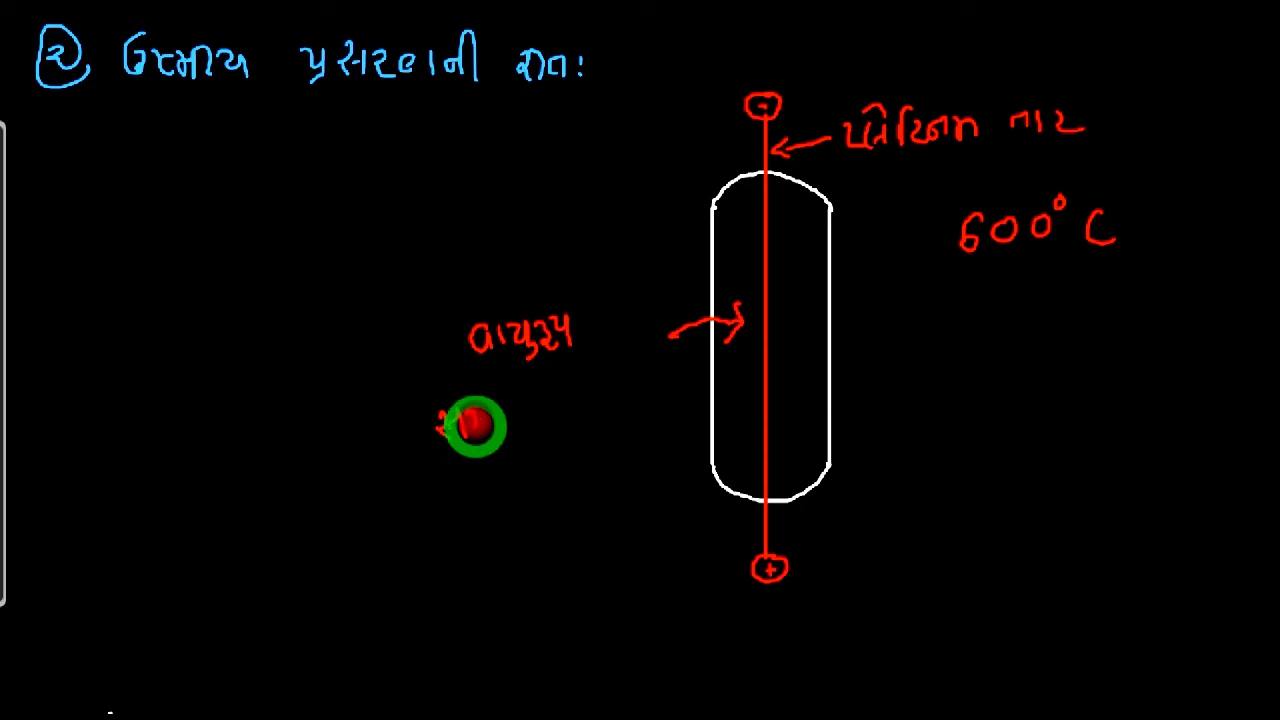 ૨ ઉષ્મીય પ્રસરણની રીત:
-
પ્લેટિનમ તાર
600° C
વાયુરૂપ
+